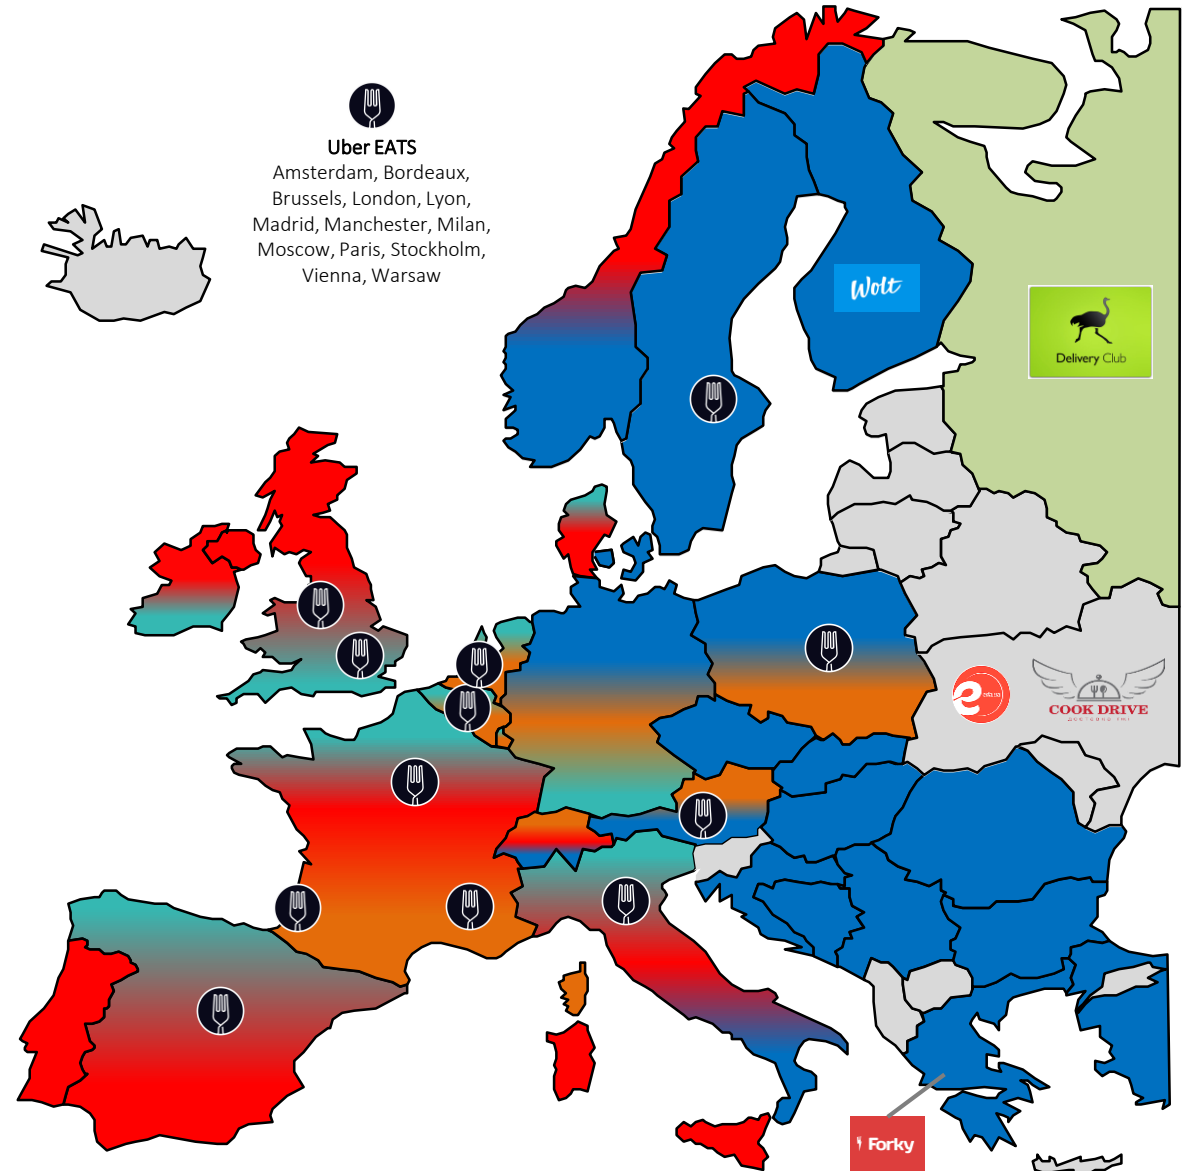 Uber EATS
Amsterdam, Bordeaux,
Brussels, London, Lyon,
Madrid, Manchester, Milan,
Moscow, Paris, Stockholm,
Vienna, Warsaw
Wolt
Delivery Club
e
COOK DRIVE
Forky